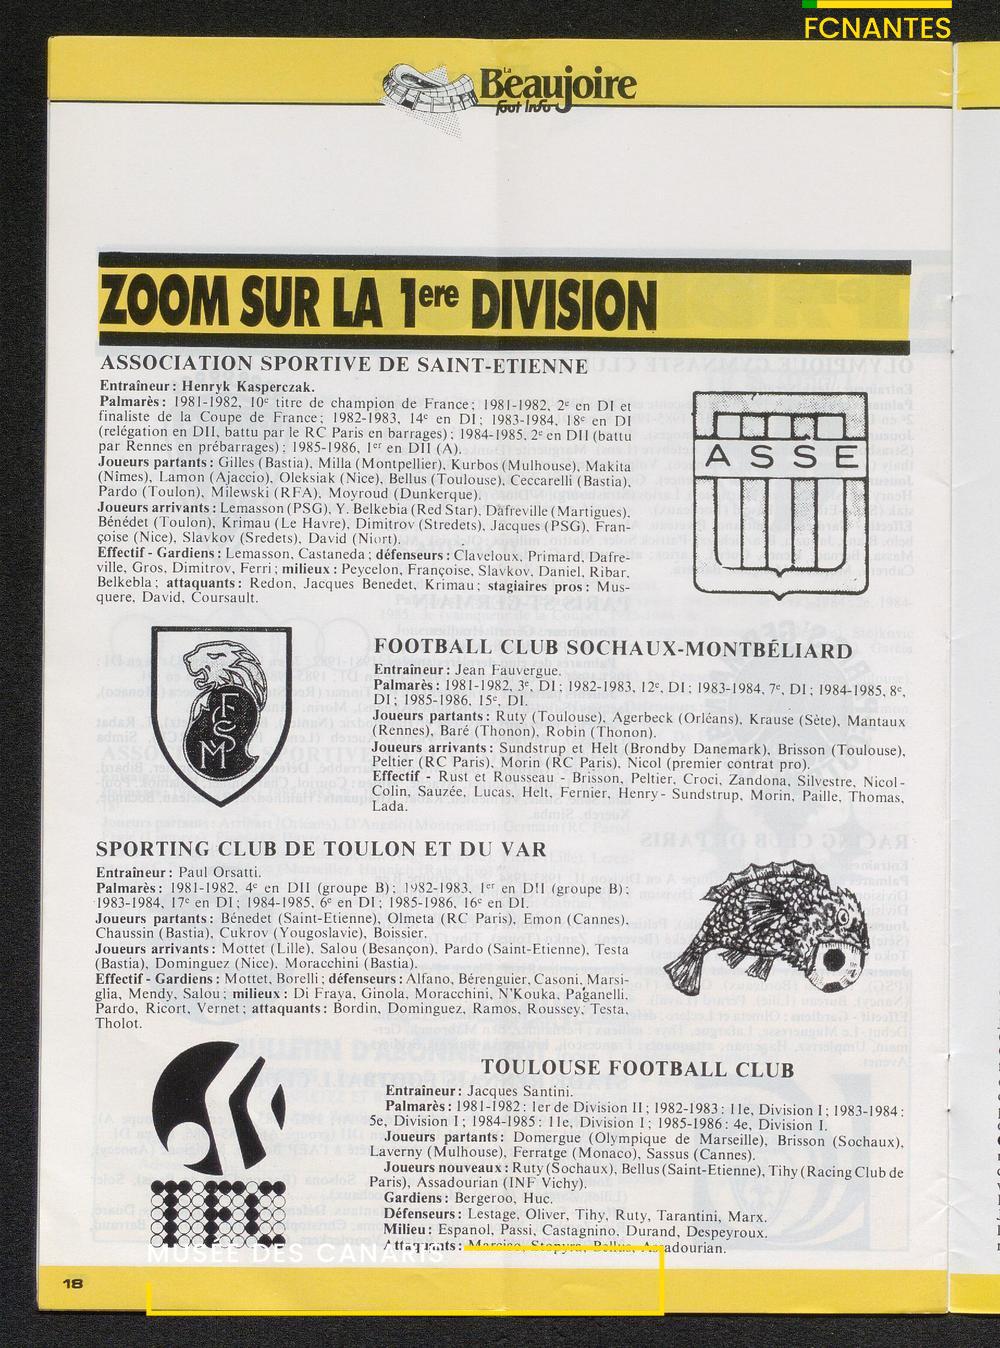 FCNANTES
La
Beaujoire
foot Info
ZOOM SUR LA 1ere DIVISION
ASSOCIATION SPORTIVE DE SAINT-ETIENNE
Entraîneur : Henryk Kasperczak.
Palmarès : 1981-1982, 10e titre de champion de France ; 1981-1982, 2e en DI et
finaliste de la Coupe de France ; 1982-1983, 14e en DI ; 1983-1984, 18e en DI
(relégation en DII, battu par le RC Paris en barrages) ; 1984-1985, 2e en DII (battu
par Rennes en prébarrages) ; 1985-1986, 1er en DII (A).
Joueurs partants : Gilles (Bastia), Milla (Montpellier), Kurbos (Mulhouse), Makita
(Nîmes), Lamon (Ajaccio), Oleksiak (Nice), Bellus (Toulouse), Ceccarelli (Bastia),
Pardo (Toulon), Milewski (RFA), Moyroud (Dunkerque).
Joueurs arrivants : Lemasson (PSG), Y. Belkebia (Red Star), Dafreville (Martigues),
Bénédet (Toulon), Krimau (Le Havre), Dimitrov (Stredets), Jacques (PSG), Fran-
çoise (Nice), Slavkov (Sredets), David (Niort).
Effectif - Gardiens : Lemasson, Castaneda ; défenseurs : Claveloux, Primard, Dafre-
ville, Gros, Dimitrov, Ferri ; milieux : Peycelon, Françoise, Slavkov, Daniel, Ribar,
Belkebla ; attaquants : Redon, Jacques Benedet, Krimau ; stagiaires pros : Mus-
quere, David, Coursault.
ASSE
FOOTBALL CLUB SOCHAUX-MONTBÉLIARD
Entraîneur : Jean Fauvergue.
Palmarès : 1981-1982, 3e, DI ; 1982-1983, 12e, DI ; 1983-1984, 7e, DI ; 1984-1985, 8e,
DI ; 1985-1986, 15e, DI.
Joueurs partants : Ruty (Toulouse), Agerbeck (Orléans), Krause (Sète), Mantaux
(Rennes), Baré (Thonon), Robin (Thonon).
Joueurs arrivants : Sundstrup et Helt (Brondby Danemark), Brisson (Toulouse),
Peltier (RC Paris), Morin (RC Paris), Nicol (premier contrat pro).
Effectif - Rust et Rousseau - Brisson, Peltier, Croci, Zandona, Silvestre, Nicol -
Colin, Sauzée, Lucas, Helt, Fernier, Henry - Sundstrup, Morin, Paille, Thomas,
Lada.
FCSM
SPORTING CLUB DE TOULON ET DU VAR
Entraîneur : Paul Orsatti.
Palmarès : 1981-1982, 4e en DII (groupe B) ; 1982-1983, 1er en DII (groupe B) ;
1983-1984, 17e en DI ; 1984-1985, 6e en DI ; 1985-1986, 16e en DI.
Joueurs partants : Bénedet (Saint-Etienne), Olmeta (RC Paris), Emon (Cannes),
Chaussin (Bastia), Cukrov (Yougoslavie), Boissier.
Joueurs arrivants : Mottet (Lille), Salou (Besançon), Pardo (Saint-Etienne), Testa
(Bastia), Dominguez (Nice), Moracchini (Bastia).
Effectif - Gardiens : Mottet, Borelli ; défenseurs : Alfano, Bérenguier, Casoni, Marsi-
glia, Mendy, Salou ; milieux : Di Fraya, Ginola, Moracchini, N'Kouka, Paganelli,
Pardo, Ricort, Vernet ; attaquants : Bordin, Dominguez, Ramos, Roussey, Testa,
Tholot.
TOULOUSE FOOTBALL CLUB
Entraîneur : Jacques Santini.
Palmarès : 1981-1982 : 1er de Division II ; 1982-1983 : 11e, Division I ; 1983-1984 :
5e, Division I ; 1984-1985 : 11e, Division I ; 1985-1986 : 4e, Division I.
Joueurs partants : Domergue (Olympique de Marseille), Brisson (Sochaux),
Laverny (Mulhouse), Ferratge (Monaco), Sassus (Cannes).
Joueurs nouveaux : Ruty (Sochaux), Bellus (Saint-Etienne), Tihy (Racing Club de
Paris), Assadourian (INF Vichy).
Gardiens : Bergeroo, Huc.
Défenseurs : Lestage, Oliver, Tihy, Ruty, Tarantini, Marx.
Milieu : Espanol, Passi, Castagnino, Durand, Despeyroux.
Attaquants : Marcico, Stopyra, Bellus, Assadourian.
TFC
MUSÉE DES CANARIS
18